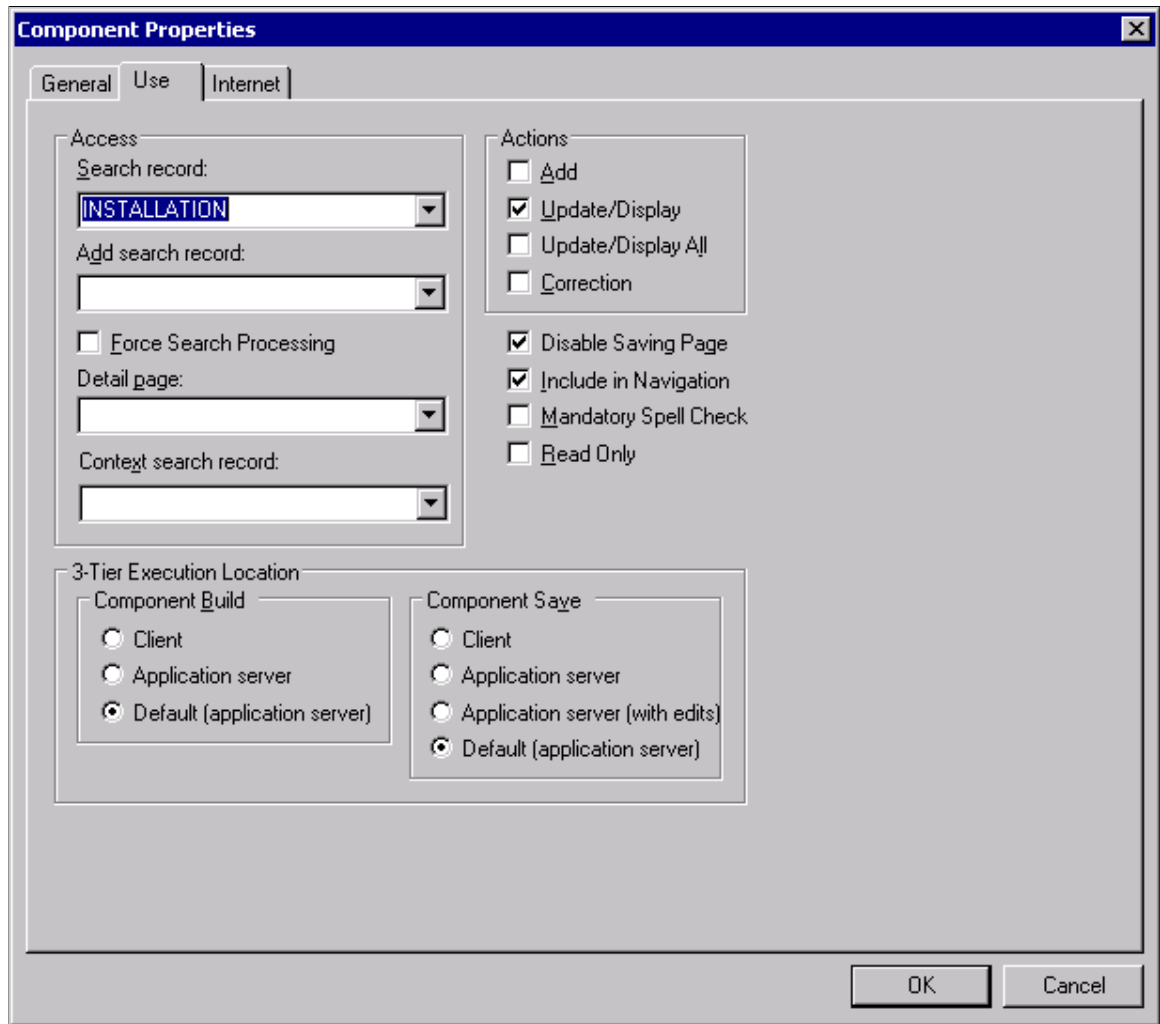 Component Properties
General
Use
Internet
Access
Search record:
INSTALLATION
Add search record:
Force Search Processing
Detail page:
Context search record:
Actions
Add
Update/Display
Update/Display All
Correction
Disable Saving Page
Include in Navigation
Mandatory Spell Check
Read Only
3-Tier Execution Location
Component Build
Client
Application server
Default (application server)
Component Save
Client
Application server
Application server (with edits)
Default (application server)
OK
Cancel